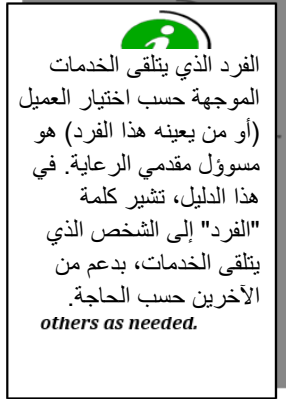 الفرد الذي يتلقى الخدمات
الموجهة حسب اختيار العميل
(أو من يعينه هذا الفرد) هو
مسوؤل مقدمي الرعاية. في
هذا الدليل، تشير كلمة
"الفرد" إلى الشخص الذي
يتلقى الخدمات، بدعم من
الآخرين حسب الحاجة.
others as needed.